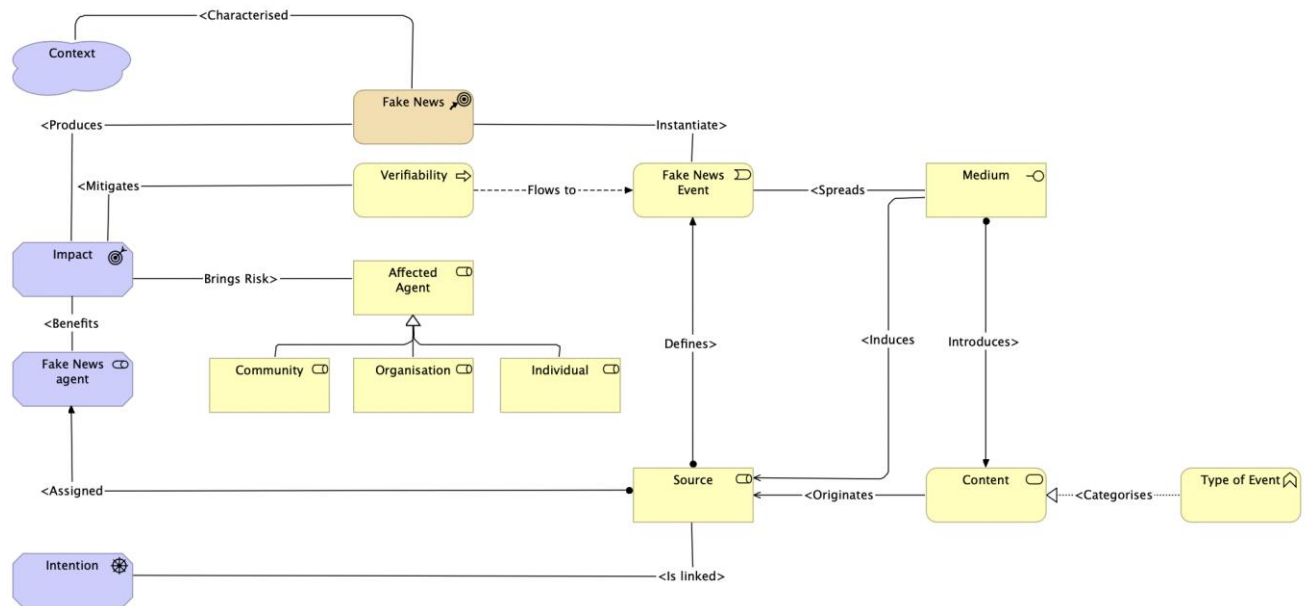 <Characterised
Context
Fake News
<Produces
Instantiate>
<Mitigates
Verifiability
Flows to
Fake News
Event
<Spreads
Medium
Impact
Brings Risk>
Affected
Agent
<Benefits
Defines>
<Induces
Introduces>
Fake News
agent
Community
Organisation
Individual
<Assigned
Source
<Originates
Content
<Categorises
Type of Event
Intention
<Is linked>